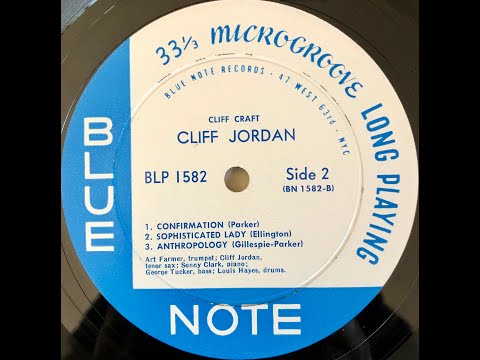 33⅓ MICROGROOVE LONG PLAYING
BLUE NOTE RECORDS · 47 WEST 63rd · NYC
CLIFF CRAFT
CLIFF JORDAN
BLP 1582
Side 2
(BN 1582-B)
1. CONFIRMATION (Parker)
2. SOPHISTICATED LADY (Ellington)
3. ANTHROPOLOGY (Gillespie-Parker)
Art Farmer, trumpet; Cliff Jordan,
tenor sax; Sonny Clark, piano;
George Tucker, bass; Louis Hayes, drums.
BLUE
NOTE